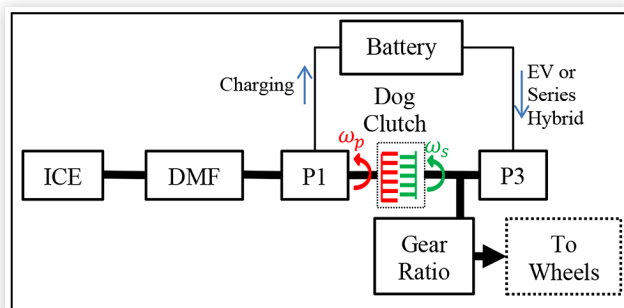 Battery
Charging
EV or
Series
Hybrid
Dog
Clutch
ωp
ωs
ICE
DMF
P1
P3
Gear
Ratio
To
Wheels